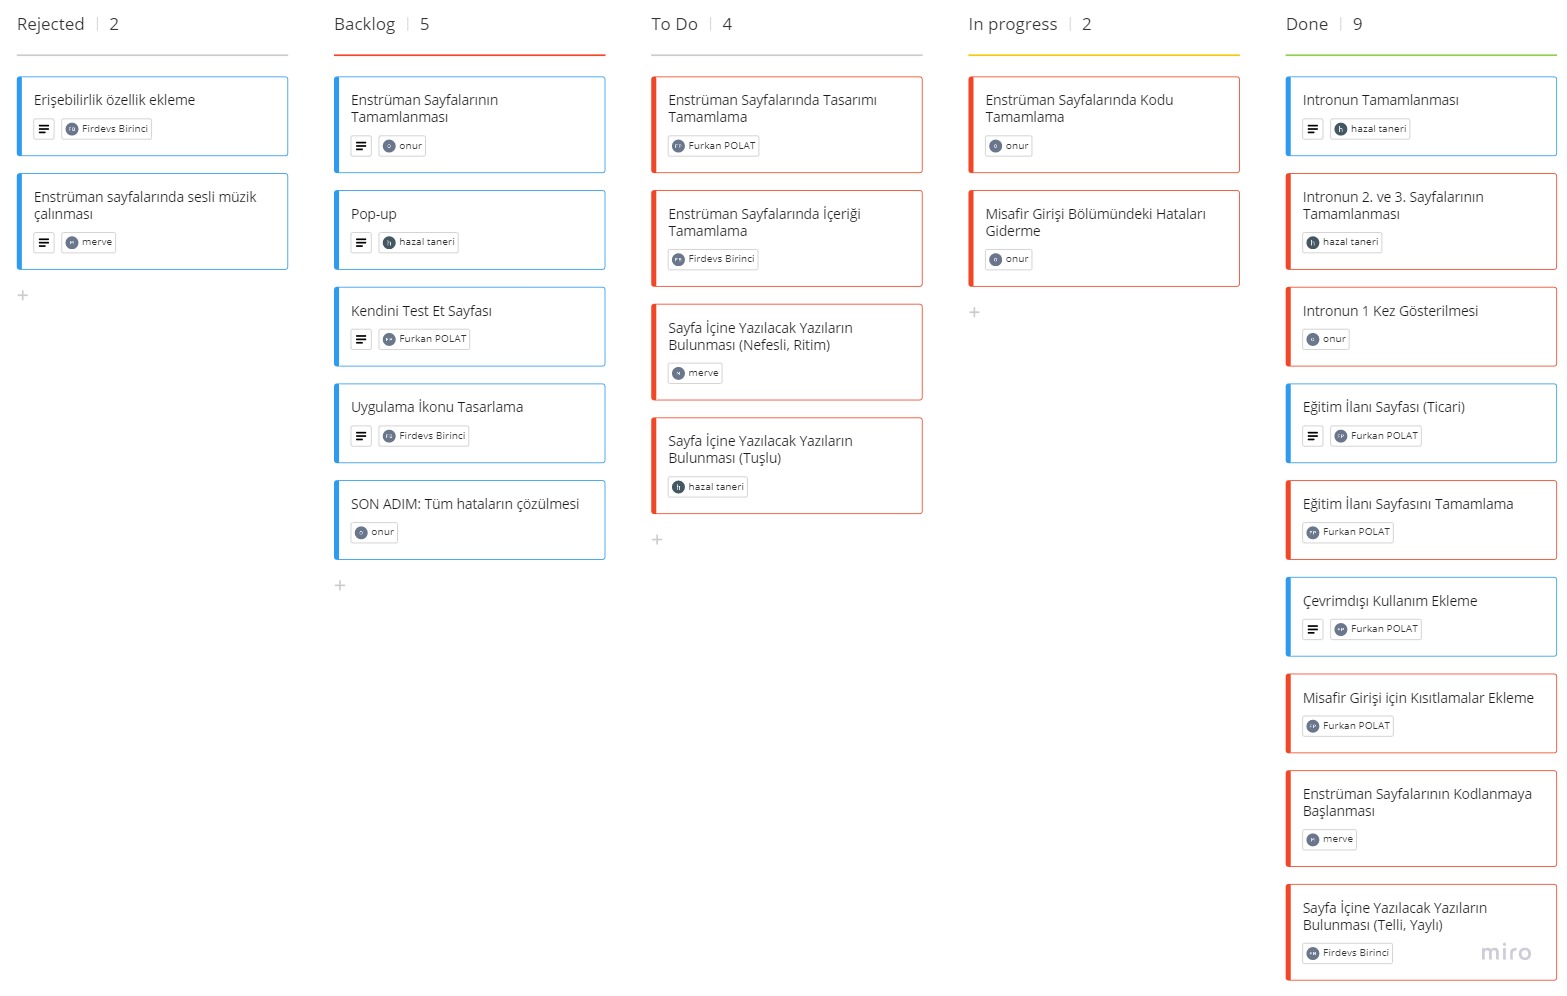 Rejected 2
Erişebilirlik özellik ekleme
Firdevs Birinci
Enstrüman sayfalarında sesli müzik
çalınması
merve
Backlog 5
Enstrüman Sayfalarının
Tamamlanması
onur
Pop-up
hazal taneri
Kendini Test Et Sayfası
Furkan POLAT
Uygulama İkonu Tasarlama
Firdevs Birinci
SON ADIM: Tüm hataların çözülmesi
onur
To Do 4
Enstrüman Sayfalarında Tasarımı
Tamamlama
Furkan POLAT
Enstrüman Sayfalarında İçeriği
Tamamlama
Firdevs Birinci
Sayfa İçine Yazılacak Yazıların
Bulunması (Nefesli, Ritim)
merve
Sayfa İçine Yazılacak Yazıların
Bulunması (Tuşlu)
hazal taneri
In progress 2
Enstrüman Sayfalarında Kodu
Tamamlama
onur
Misafir Girişi Bölümündeki Hataları
Giderme
onur
Done 9
Intronun Tamamlanması
hazal taneri
Intronun 2. ve 3. Sayfalarının
Tamamlanması
hazal taneri
Intronun 1 Kez Gösterilmesi
onur
Eğitim İlanı Sayfası (Ticari)
Furkan POLAT
Eğitim İlanı Sayfasını Tamamlama
Furkan POLAT
Çevrimdışı Kullanım Ekleme
Furkan POLAT
Misafir Girişi için Kısıtlamalar Ekleme
Furkan POLAT
Enstrüman Sayfalarının Kodlanmaya
Başlanması
merve
Sayfa İçine Yazılacak Yazıların
Bulunması (Telli, Yaylı)
Firdevs Birinci
miro